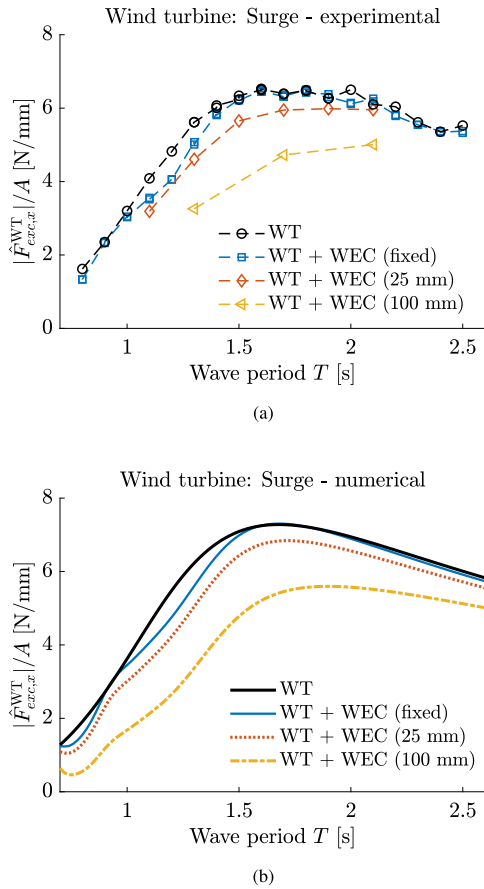 Wind turbine: Surge - experimental
8
6
4
2
0
|F̂^WT_exc,x|/A [N/mm]
WT
WT + WEC (fixed)
WT + WEC (25 mm)
WT + WEC (100 mm)
1 1.5 2 2.5
Wave period T [s]
(a)
Wind turbine: Surge - numerical
8
6
4
2
0
|F̂^WT_exc,x|/A [N/mm]
WT
WT + WEC (fixed)
WT + WEC (25 mm)
WT + WEC (100 mm)
1 1.5 2 2.5
Wave period T [s]
(b)